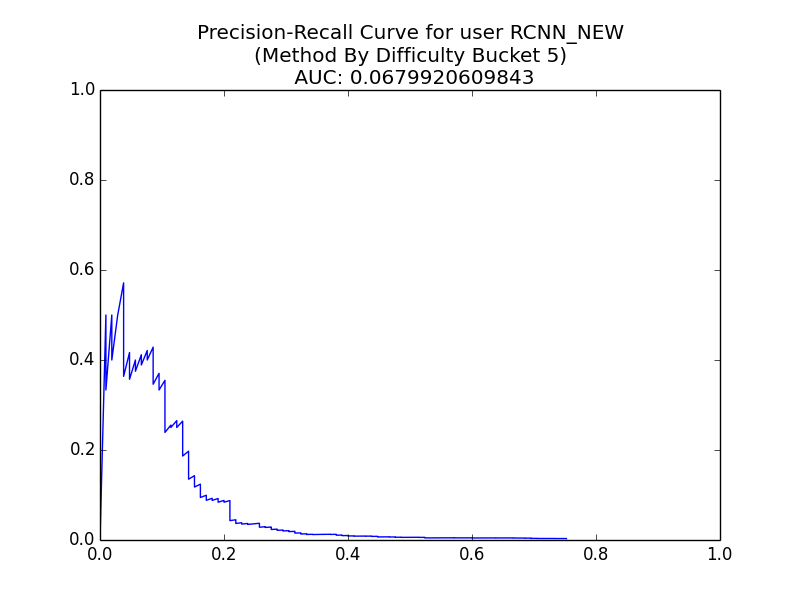 Precision-Recall Curve for user RCNN_NEW
(Method By Difficulty Bucket 5)
AUC: 0.0679920609843
1.0
0.8
0.6
0.4
0.2
0.0
0.0 0.2 0.4 0.6 0.8 1.0